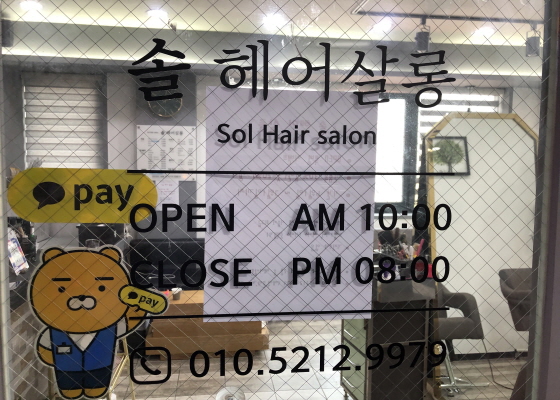 솔 헤어살롱
Sol Hair salon
pay
OPEN AM 10:00
CLOSE PM 08:00
pay
010.5212.9979